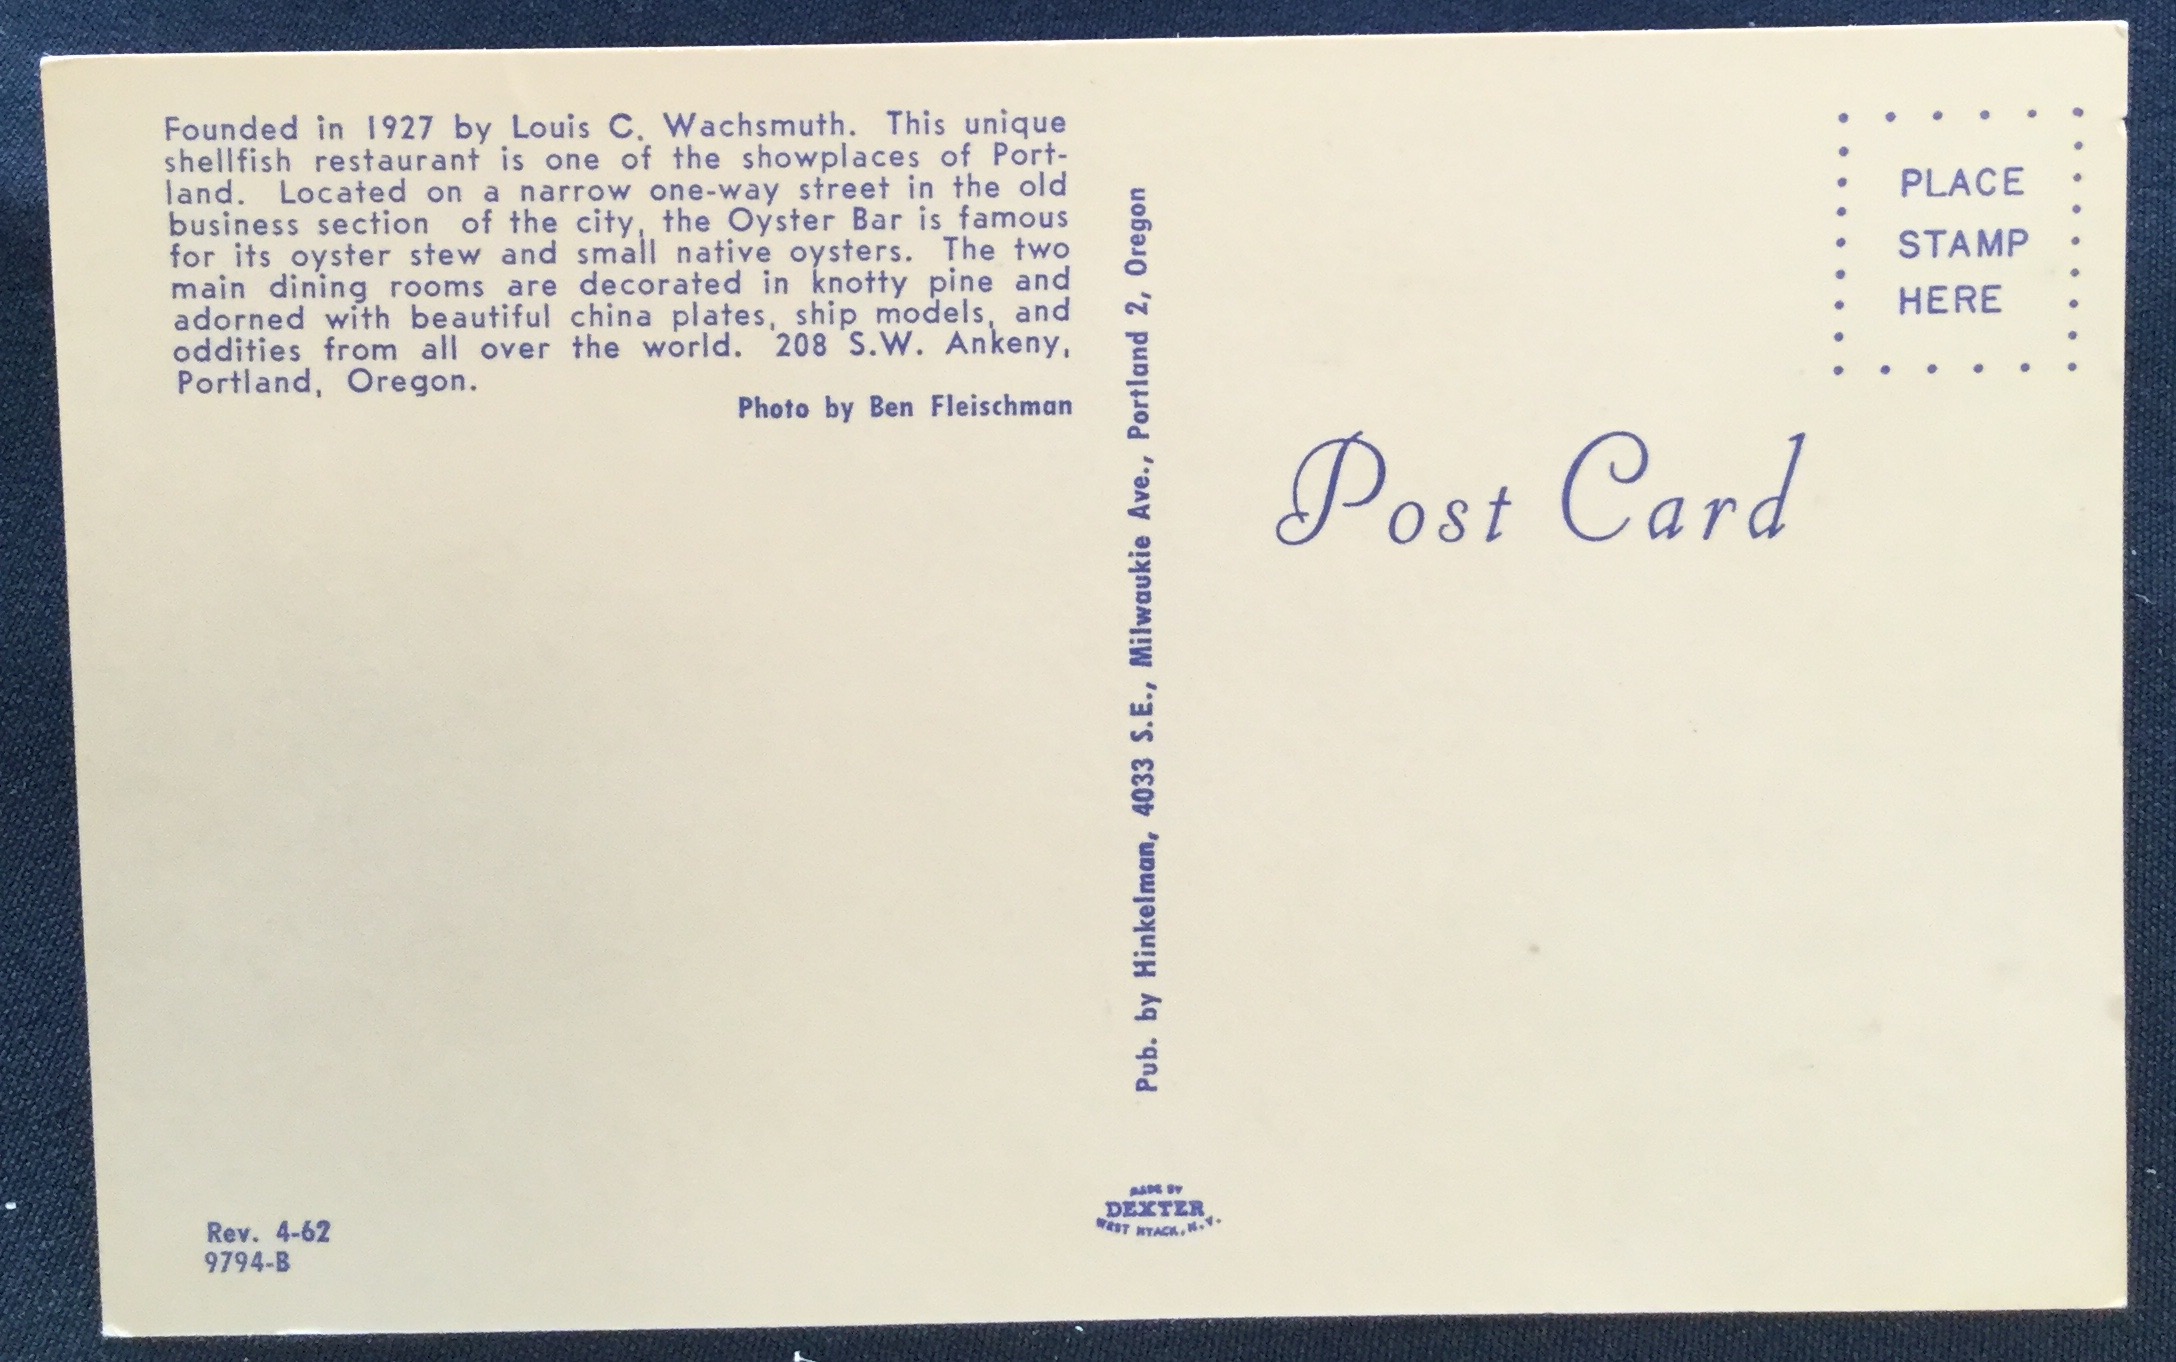 Founded in 1927 by Louis C. Wachsmuth. This unique
shellfish restaurant is one of the showplaces of Port-
land. Located on a narrow one-way street in the old
business section of the city, the Oyster Bar is famous
for its oyster stew and small native oysters. The two
main dining rooms are decorated in knotty pine and
adorned with beautiful china plates, ship models, and
oddities from all over the world. 208 S.W. Ankeny,
Portland, Oregon.
Photo by Ben Fleischman
Rev. 4-62
9794-B
Pub. by Hinkelman, 4033 S.E., Milwaukie Ave., Portland 2, Oregon
MADE BY
DEXTER
WEST NYACK, N.Y.
PLACE
STAMP
HERE
Post Card